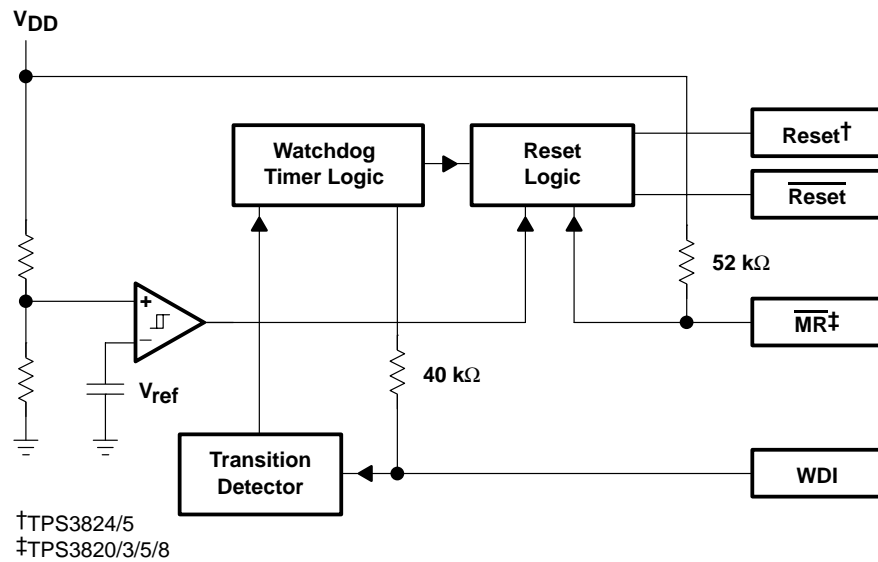 VDD
Watchdog
Timer Logic
Reset
Logic
Reset†
Reset
52 kΩ
MR‡
+
−
Vref
40 kΩ
Transition
Detector
WDI
†TPS3824/5
‡TPS3820/3/5/8